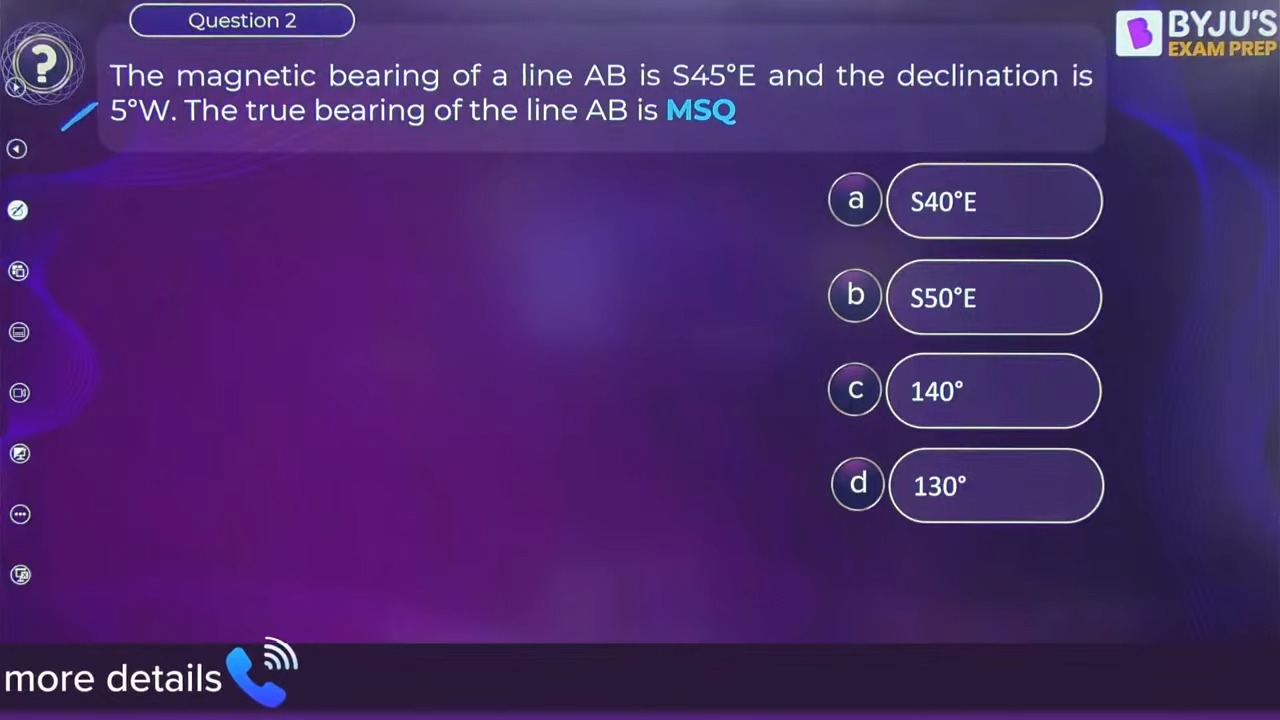 Question 2
BYJU'S
EXAM PREP
?
The magnetic bearing of a line AB is S45°E and the declination is
5°W. The true bearing of the line AB is MSQ
a S40°E
b S50°E
c 140°
d 130°
more details